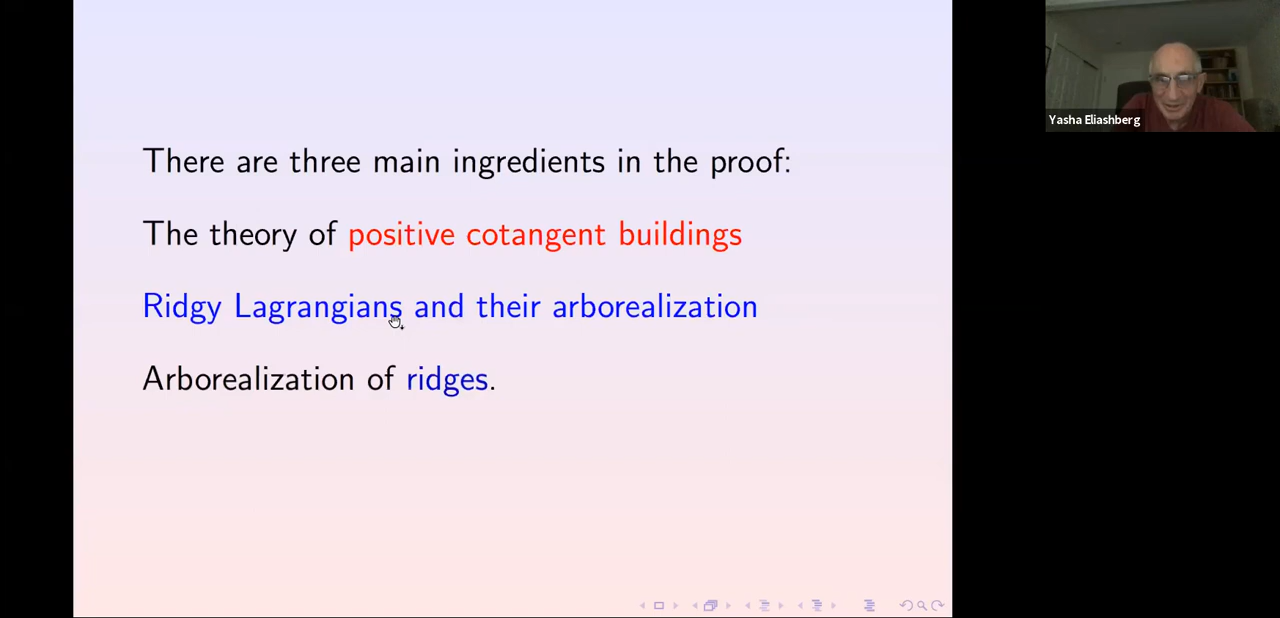 There are three main ingredients in the proof:
The theory of positive cotangent buildings
Ridgy Lagrangians and their arborealization
Arborealization of ridges.
Yasha Eliashberg